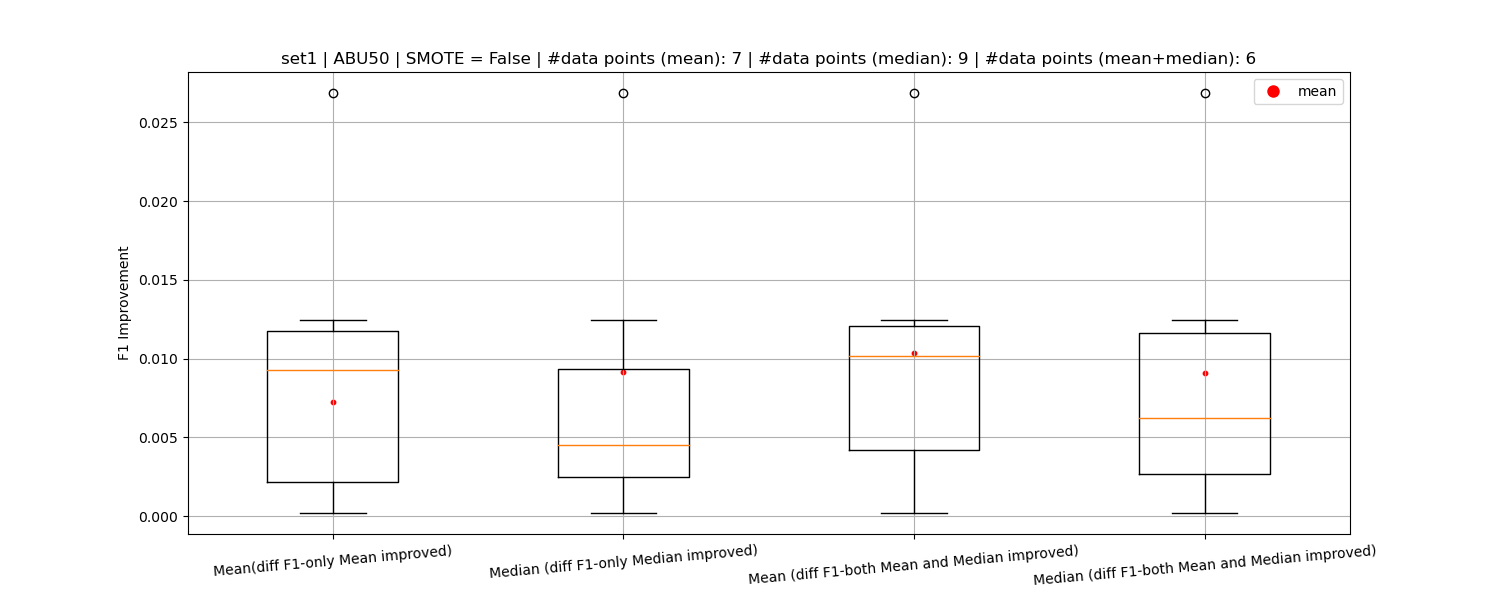 set1 | ABU50 | SMOTE = False | #data points (mean): 7 | #data points (median): 9 | #data points (mean+median): 6
mean
F1 Improvement
0.025
0.020
0.015
0.010
0.005
0.000
Mean(diff F1-only Mean improved)
Median (diff F1-only Median improved)
Mean (diff F1-both Mean and Median improved)
Median (diff F1-both Mean and Median improved)